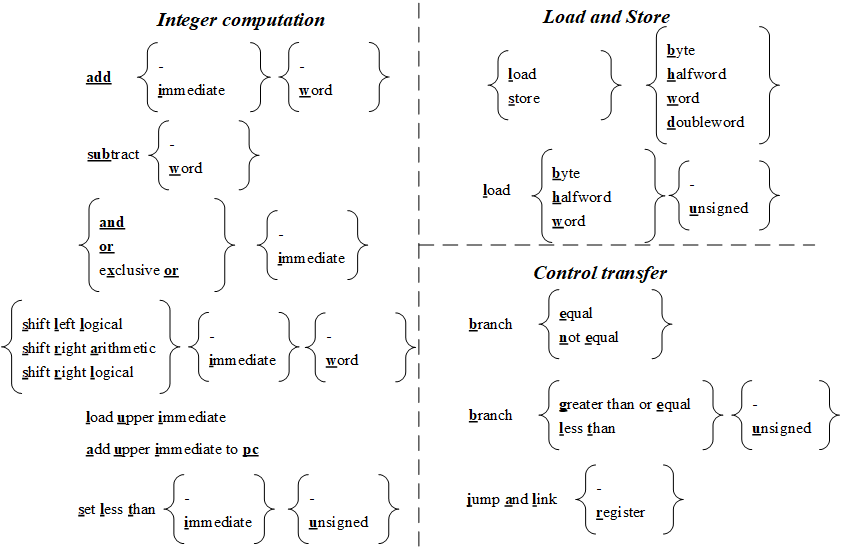 Integer computation
add - immediate - word
subtract - word
and
or
exclusive or
- immediate
shift left logical
shift right arithmetic
shift right logical
- immediate - word
load upper immediate
add upper immediate to pc
set less than - immediate - unsigned
Load and Store
load
store
byte
halfword
word
doubleword
load
byte
halfword
word
-
unsigned
Control transfer
branch
equal
not equal
branch
greater than or equal
less than
-
unsigned
jump and link
-
register